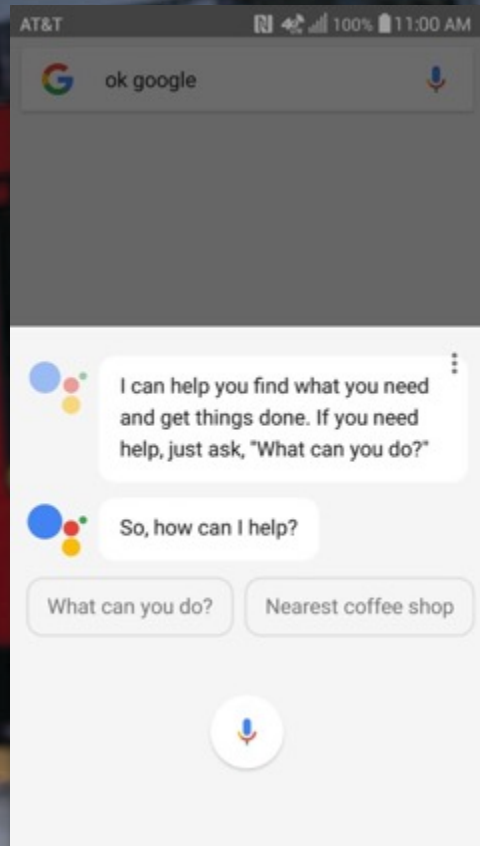 AT&T 100% 11:00 AM
ok google
I can help you find what you need
and get things done. If you need
help, just ask, "What can you do?"
So, how can I help?
What can you do? Nearest coffee shop